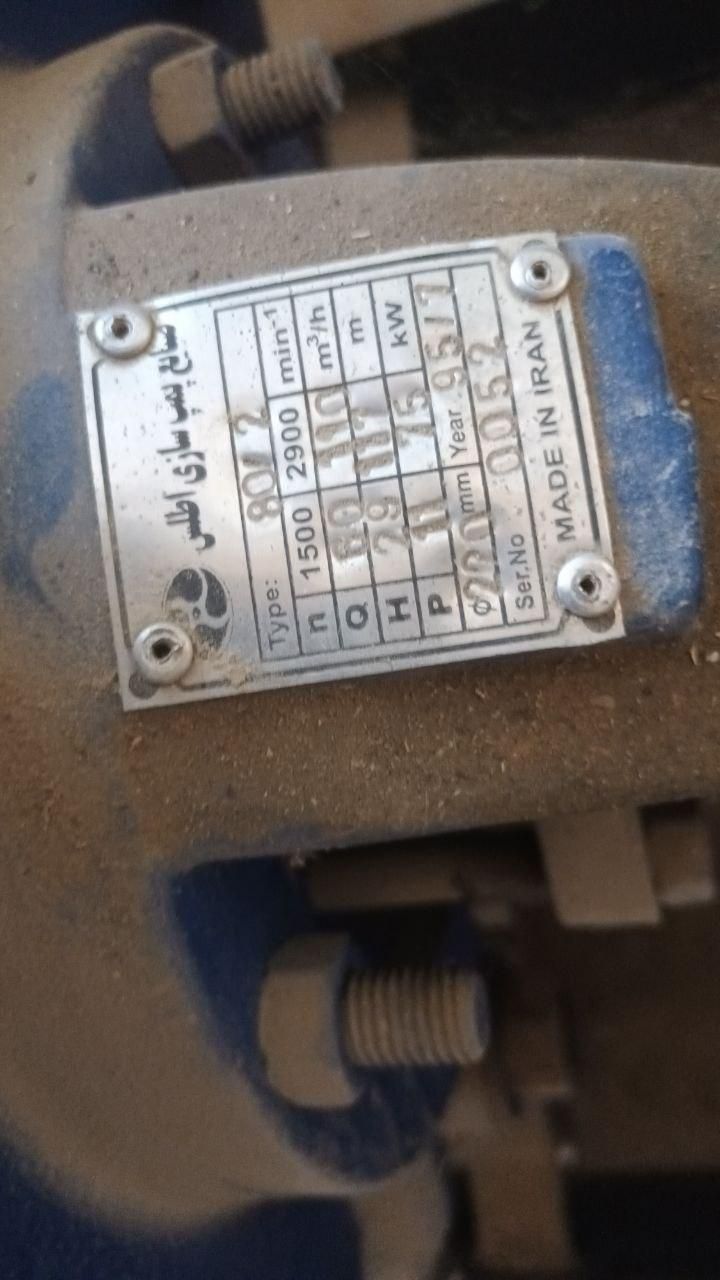 صنایع پمپ سازی اطلس
Type: 80/2
n 1500 2900 min-1
Q 60 110 m³/h
H 29 117 m
P 11 75 kW
φ 220 mm Year 95/7
Ser.No 0052
MADE IN IRAN